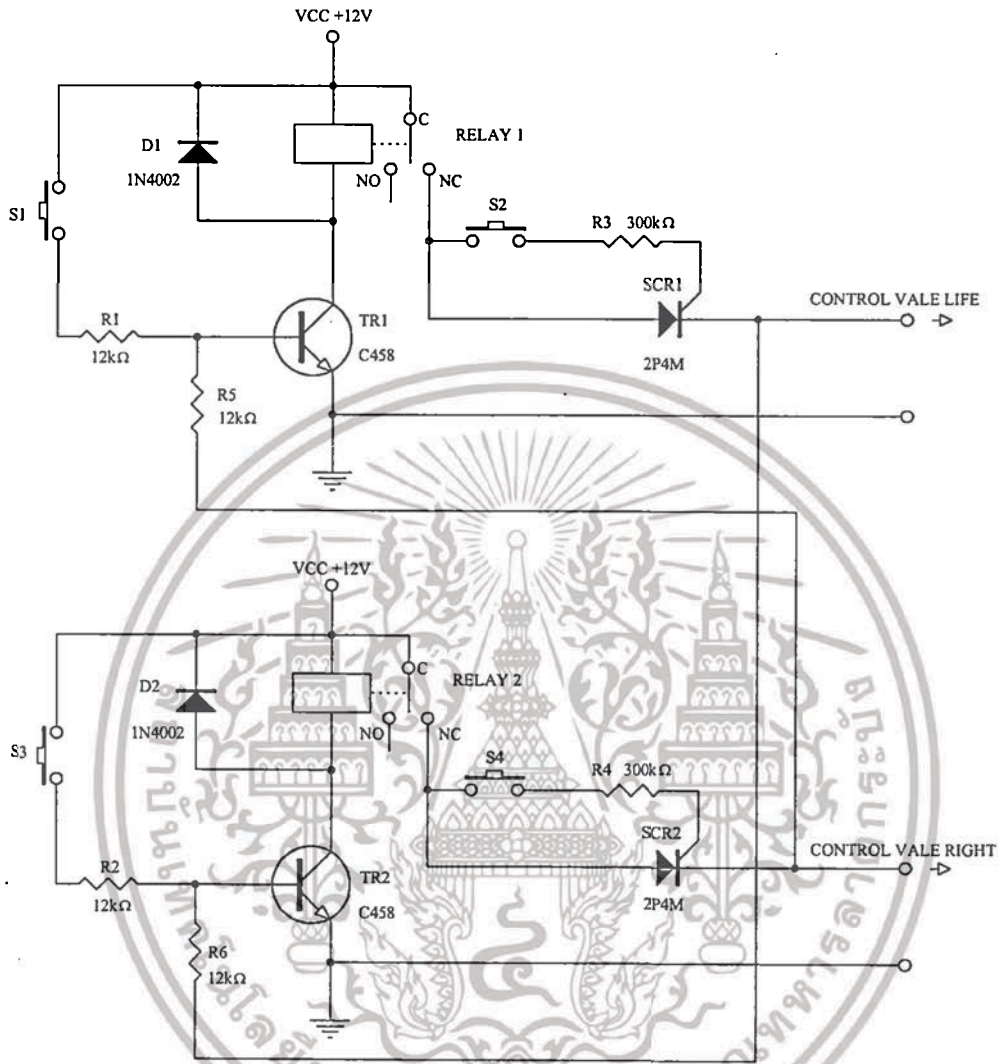 VCC +12V
C
RELAY 1
D1
1N4002
NO
NC
S1
S2
R3 300kΩ
SCR1
CONTROL VALE LIFE
R1
12kΩ
TR1
C458
2P4M
R5
12kΩ
VCC +12V
C
RELAY 2
D2
1N4002
NO
NC
S3
S4
R4 300kΩ
SCR2
CONTROL VALE RIGHT
R2
12kΩ
TR2
C458
2P4M
R6
12kΩ